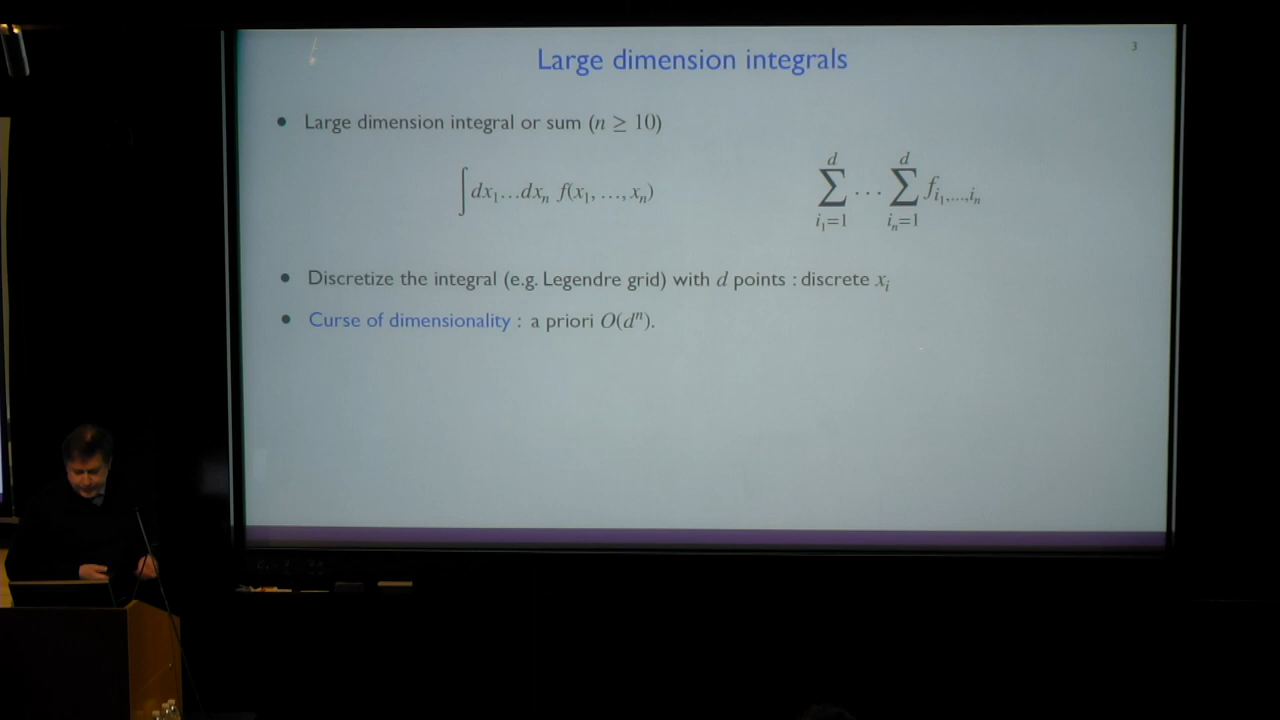 Large dimension integrals
3
• Large dimension integral or sum (n ≥ 10)
∫ dx₁...dxₙ f(x₁, ..., xₙ)
∑_{i₁=1}^{d} ⋯ ∑_{iₙ=1}^{d} f_{i₁,...,iₙ}
• Discretize the integral (e.g. Legendre grid) with d points : discrete xᵢ
• Curse of dimensionality : a priori O(dⁿ).